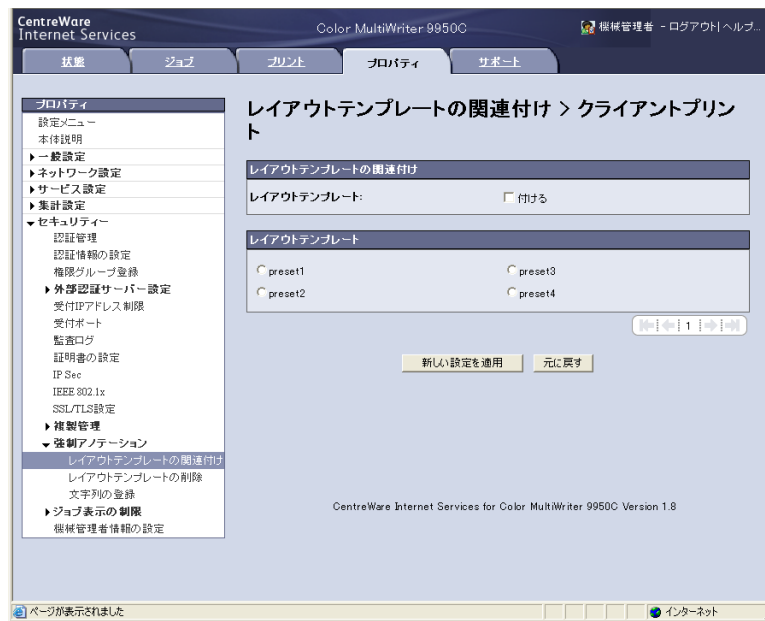 CentreWare
Internet Services
Color MultiWriter 9950C
機械管理者 - ログアウト|ヘルプ...
状態
ジョブ
プリント
プロパティ
サポート
プロパティ
設定メニュー
本体説明
一般設定
ネットワーク設定
サービス設定
集計設定
セキュリティー
認証管理
認証情報の設定
権限グループ登録
外部認証サーバー設定
受付IPアドレス制限
受付ポート
監査ログ
証明書の設定
IP Sec
IEEE 802.1x
SSL/TLS設定
複製管理
強制アノテーション
レイアウトテンプレートの関連付け
レイアウトテンプレートの削除
文字列の登録
ジョブ表示の制限
機械管理者情報の設定
レイアウトテンプレートの関連付け > クライアントプリン
ト
レイアウトテンプレートの関連付け
レイアウトテンプレート: 付ける
レイアウトテンプレート
preset1 preset3
preset2 preset4
1
新しい設定を適用 元に戻す
CentreWare Internet Services for Color MultiWriter 9950C Version 1.8
ページが表示されました
インターネット